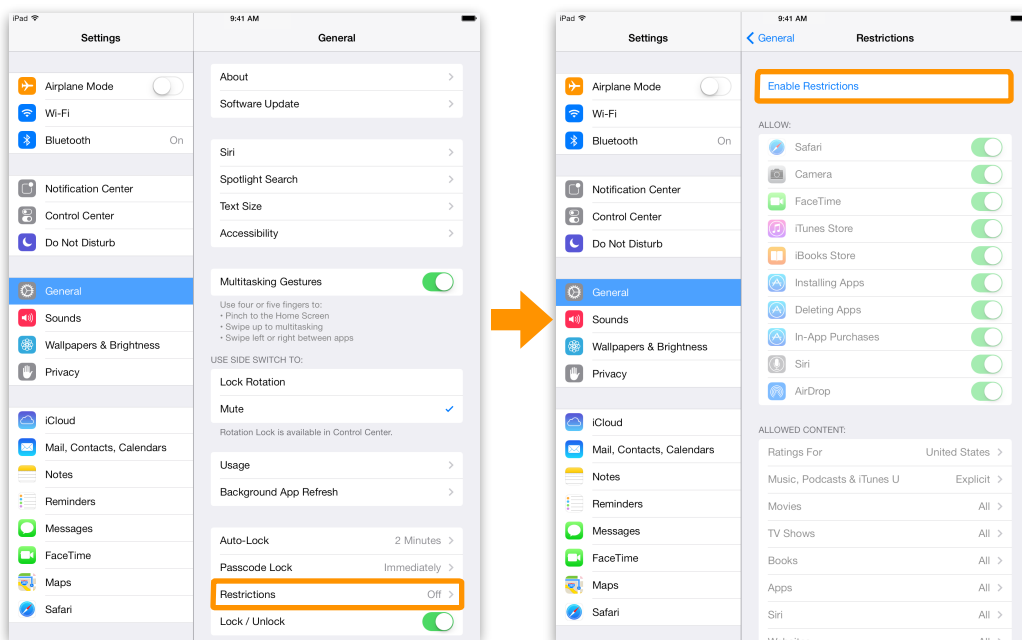 iPad
9:41 AM
Settings
General
Airplane Mode
Wi-Fi
Bluetooth On
Notification Center
Control Center
Do Not Disturb
General
Sounds
Wallpapers & Brightness
Privacy
iCloud
Mail, Contacts, Calendars
Notes
Reminders
Messages
FaceTime
Maps
Safari
About
Software Update
Siri
Spotlight Search
Text Size
Accessibility
Multitasking Gestures
Use four or five fingers to:
• Pinch to the Home Screen
• Swipe up to multitasking
• Swipe left or right between apps
USE SIDE SWITCH TO:
Lock Rotation
Mute
Rotation Lock is available in Control Center.
Usage
Background App Refresh
Auto-Lock 2 Minutes
Passcode Lock Immediately
Restrictions Off
Lock / Unlock
iPad
9:41 AM
Settings
General
Restrictions
Airplane Mode
Wi-Fi
Bluetooth On
Notification Center
Control Center
Do Not Disturb
General
Sounds
Wallpapers & Brightness
Privacy
iCloud
Mail, Contacts, Calendars
Notes
Reminders
Messages
FaceTime
Maps
Safari
Enable Restrictions
ALLOW:
Safari
Camera
FaceTime
iTunes Store
iBooks Store
Installing Apps
Deleting Apps
In-App Purchases
Siri
AirDrop
ALLOWED CONTENT:
Ratings For United States
Music, Podcasts & iTunes U Explicit
Movies All
TV Shows All
Books All
Apps All
Siri All